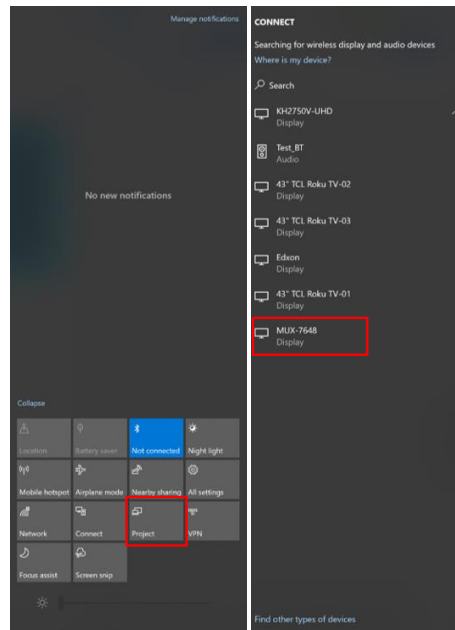 Manage notifications
No new notifications
Collapse
Location
Battery saver
Not connected
Night light
Mobile hotspot
Airplane mode
Nearby sharing
All settings
Network
Connect
Project
VPN
Focus assist
Screen snip
CONNECT
Searching for wireless display and audio devices
Where is my device?
Search
KH2750V-UHD
Display
Test_BT
Audio
43" TCL Roku TV-02
Display
43" TCL Roku TV-03
Display
Edxon
Display
43" TCL Roku TV-01
Display
MUX-7648
Display
Find other types of devices